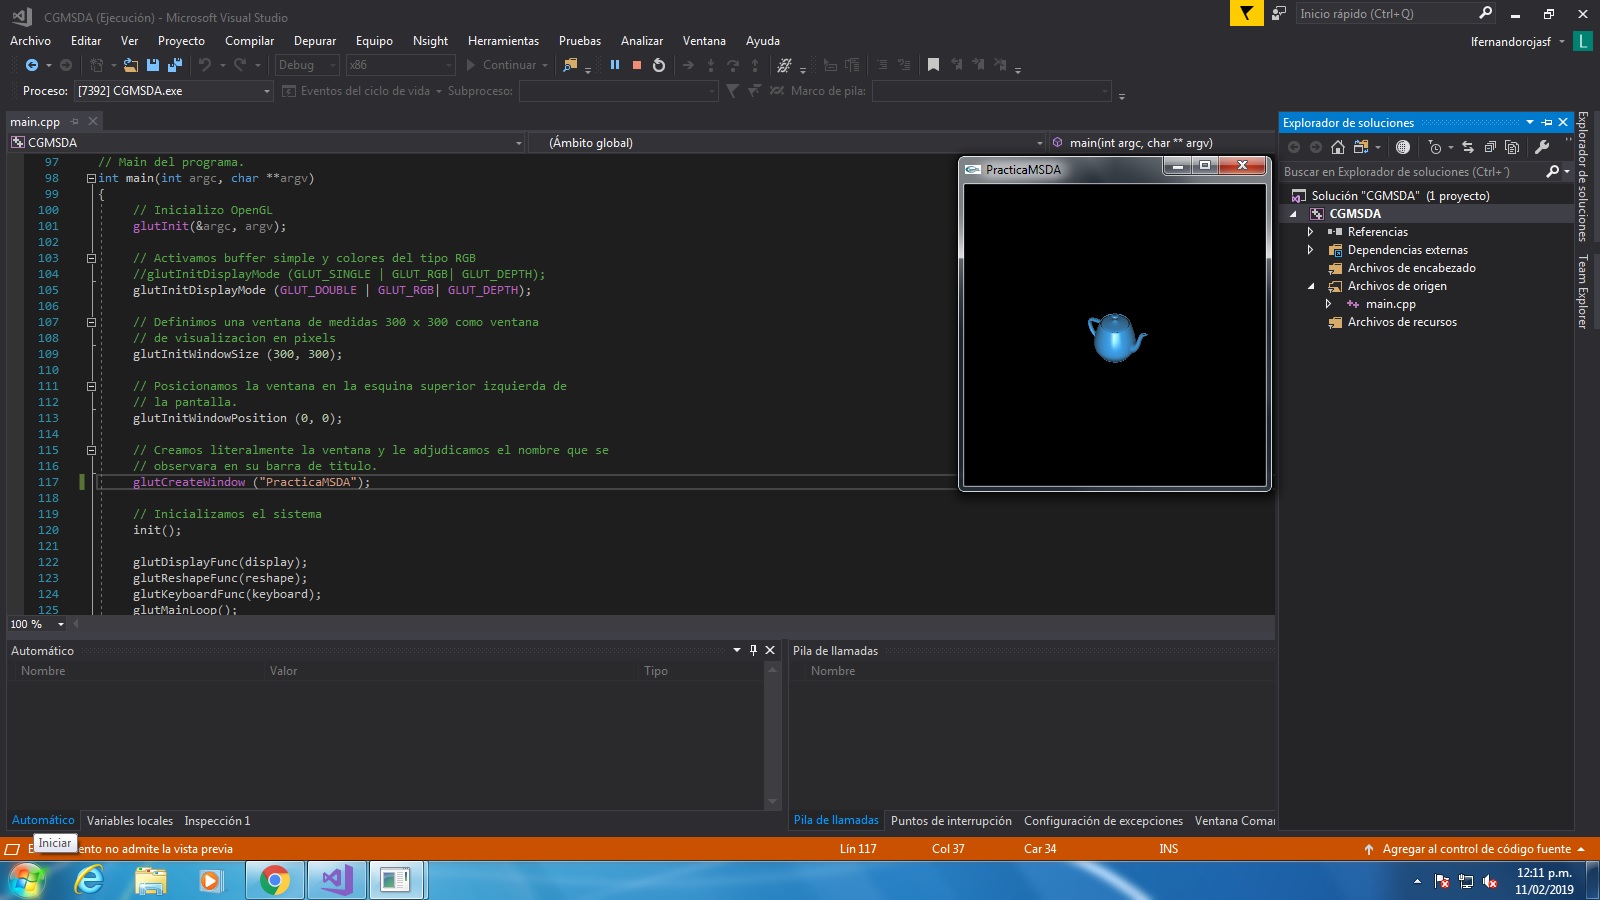 CGMSDA (Ejecución) - Microsoft Visual Studio
Inicio rápido (Ctrl+Q)
Archivo Editar Ver Proyecto Compilar Depurar Equipo Nsight Herramientas Pruebas Analizar Ventana Ayuda
lfernandorojasf L
Debug x86 Continuar
Proceso: [7392] CGMSDA.exe Eventos del ciclo de vida Subproceso: Marco de pila:
main.cpp
CGMSDA (Ámbito global) main(int argc, char ** argv)
97 // Main del programa.
98 int main(int argc, char **argv)
99 {
100 // Inicializo OpenGL
101 glutInit(&argc, argv);
102
103 // Activamos buffer simple y colores del tipo RGB
104 //glutInitDisplayMode (GLUT_SINGLE | GLUT_RGB| GLUT_DEPTH);
105 glutInitDisplayMode (GLUT_DOUBLE | GLUT_RGB| GLUT_DEPTH);
106
107 // Definimos una ventana de medidas 300 x 300 como ventana
108 // de visualizacion en pixels
109 glutInitWindowSize (300, 300);
110
111 // Posicionamos la ventana en la esquina superior izquierda de
112 // la pantalla.
113 glutInitWindowPosition (0, 0);
114
115 // Creamos literalmente la ventana y le adjudicamos el nombre que se
116 // observara en su barra de titulo.
117 glutCreateWindow ("PracticaMSDA");
118
119 // Inicializamos el sistema
120 init();
121
122 glutDisplayFunc(display);
123 glutReshapeFunc(reshape);
124 glutKeyboardFunc(keyboard);
125 glutMainLoop();
100 %
PracticaMSDA
Explorador de soluciones
Buscar en Explorador de soluciones (Ctrl+´)
Solución "CGMSDA" (1 proyecto)
CGMSDA
Referencias
Dependencias externas
Archivos de encabezado
Archivos de origen
main.cpp
Archivos de recursos
Explorador de soluciones
Team Explorer
Automático
Nombre Valor Tipo
Automático Variables locales Inspección 1
Pila de llamadas
Nombre
Pila de llamadas Puntos de interrupción Configuración de excepciones Ventana Coma
Iniciar
ento no admite la vista previa
Lín 117 Col 37 Car 34 INS
Agregar al control de código fuente
12:11 p.m.
11/02/2019